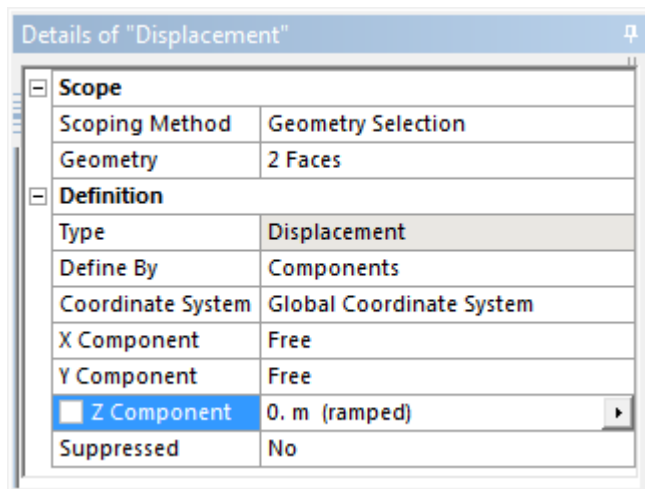 Details of "Displacement"
Scope
Scoping Method Geometry Selection
Geometry 2 Faces
Definition
Type Displacement
Define By Components
Coordinate System Global Coordinate System
X Component Free
Y Component Free
Z Component 0. m (ramped)
Suppressed No